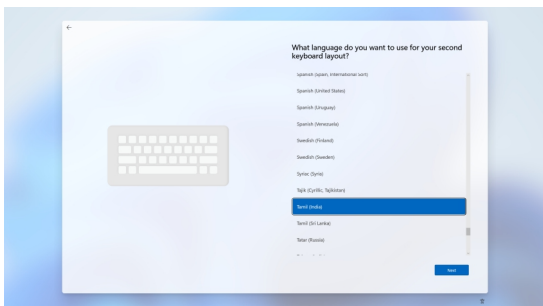 What language do you want to use for your second
keyboard layout?
Spanish (Spain, International Sort)
Spanish (United States)
Spanish (Uruguay)
Spanish (Venezuela)
Swedish (Finland)
Swedish (Sweden)
Syriac (Syria)
Tajik (Cyrillic, Tajikistan)
Tamil (India)
Tamil (Sri Lanka)
Tatar (Russia)
Next